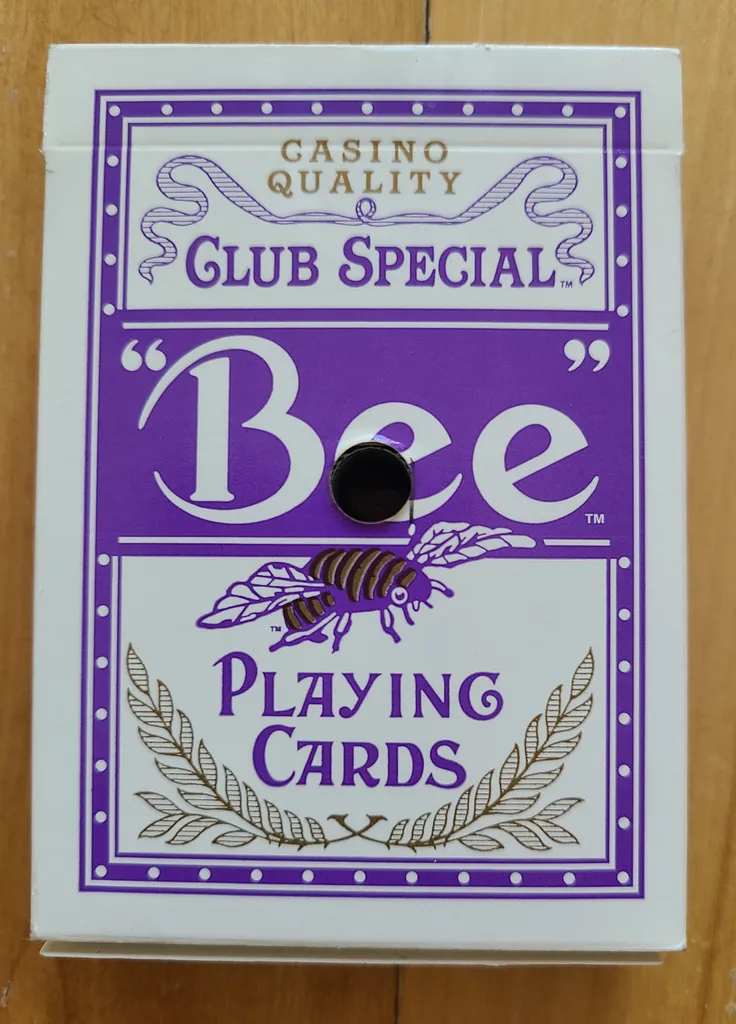 CASINO
QUALITY
CLUB SPECIAL™
“Bee”™
™
PLAYING
CARDS